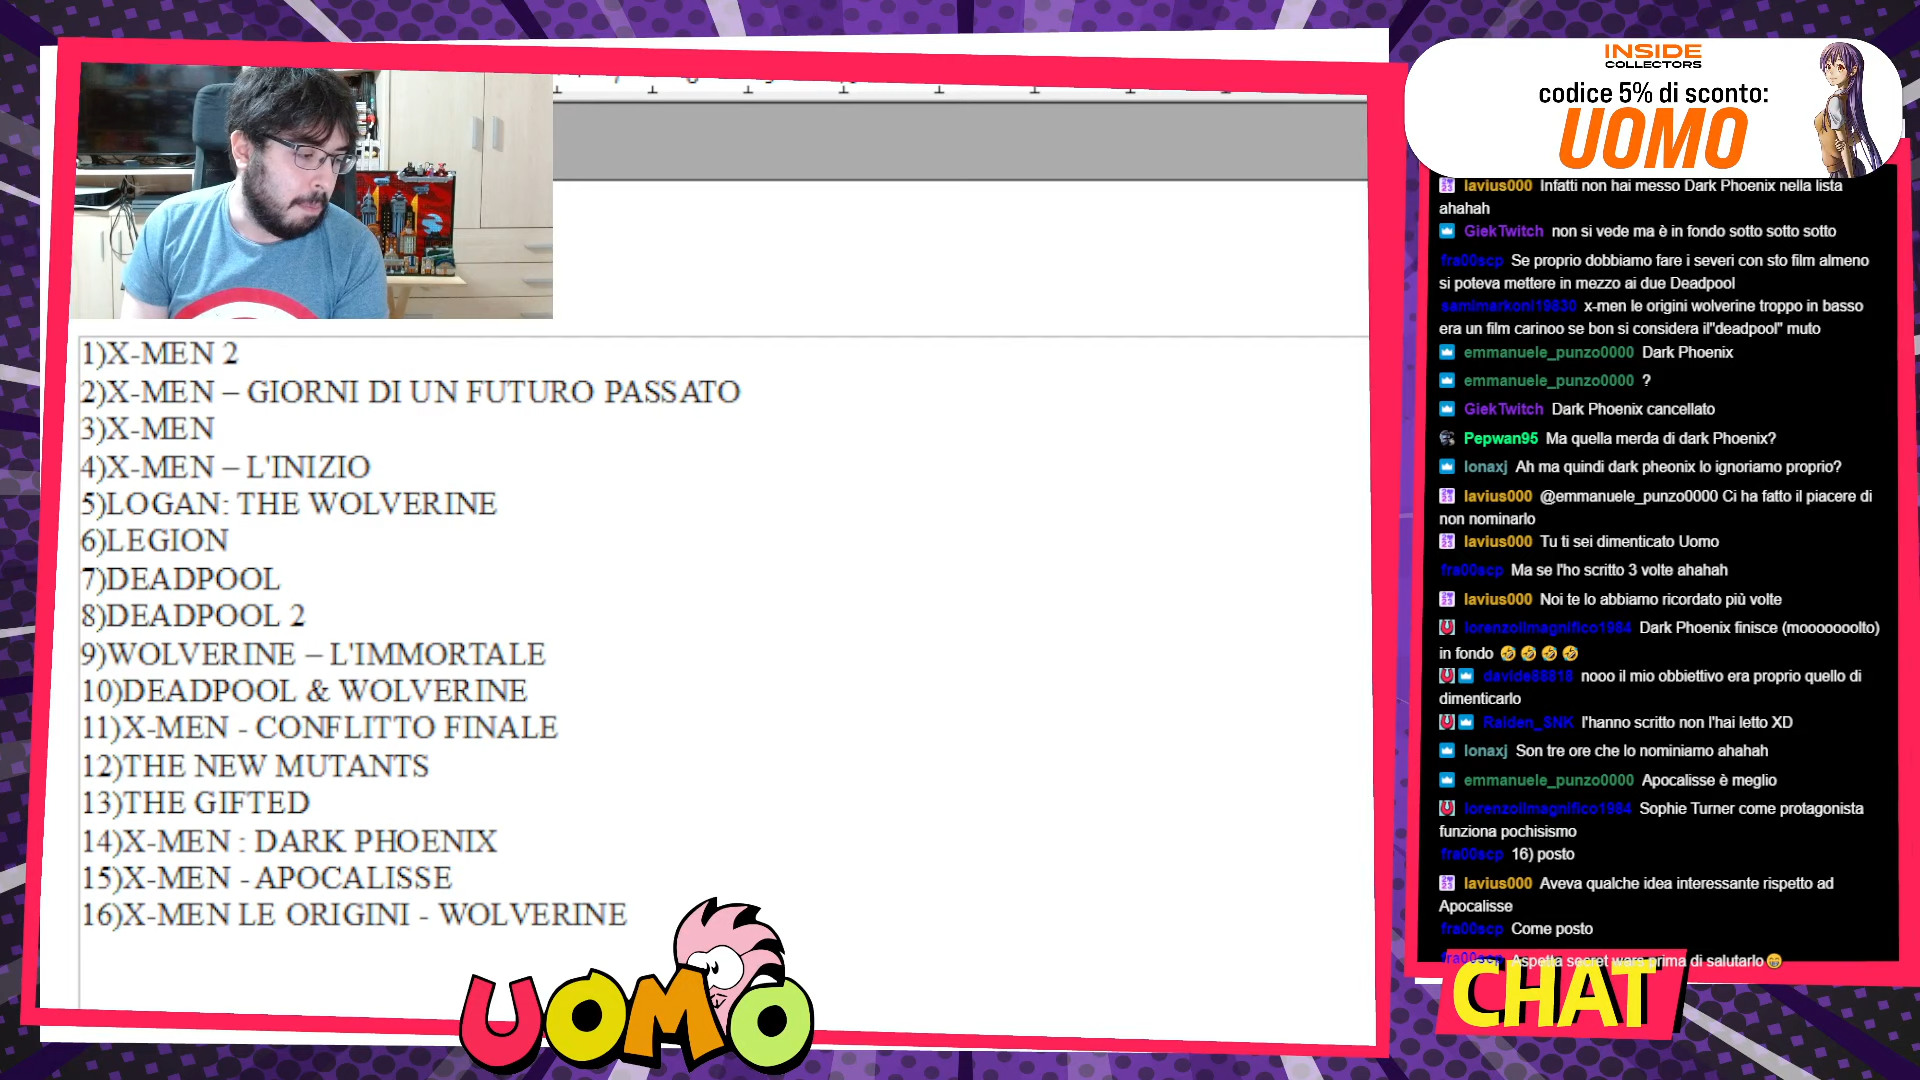 1)X-MEN 2
2)X-MEN – GIORNI DI UN FUTURO PASSATO
3)X-MEN
4)X-MEN – L'INIZIO
5)LOGAN: THE WOLVERINE
6)LEGION
7)DEADPOOL
8)DEADPOOL 2
9)WOLVERINE – L'IMMORTALE
10)DEADPOOL & WOLVERINE
11)X-MEN - CONFLITTO FINALE
12)THE NEW MUTANTS
13)THE GIFTED
14)X-MEN : DARK PHOENIX
15)X-MEN - APOCALISSE
16)X-MEN LE ORIGINI - WOLVERINE
UOMO
INSIDE
COLLECTORS
codice 5% di sconto:
UOMO
lavius000 Infatti non hai messo Dark Phoenix nella lista
ahahah
GiekTwitch non si vede ma è in fondo sotto sotto sotto
fra00scp Se proprio dobbiamo fare i severi con sto film almeno
si poteva mettere in mezzo ai due Deadpool
samimarkoni19830 x-men le origini wolverine troppo in basso
era un film carinoo se bon si considera il"deadpool" muto
emmanuele_punzo0000 Dark Phoenix
emmanuele_punzo0000 ?
GiekTwitch Dark Phoenix cancellato
Pepwan95 Ma quella merda di dark Phoenix?
lonaxj Ah ma quindi dark pheonix lo ignoriamo proprio?
lavius000 @emmanuele_punzo0000 Ci ha fatto il piacere di
non nominarlo
lavius000 Tu ti sei dimenticato Uomo
fra00scp Ma se l'ho scritto 3 volte ahahah
lavius000 Noi te lo abbiamo ricordato più volte
lorenzoilmagnifico1984 Dark Phoenix finisce (mooooooolto)
in fondo 🤣🤣🤣🤣
davide88818 nooo il mio obbiettivo era proprio quello di
dimenticarlo
Raiden_SNK l'hanno scritto non l'hai letto XD
lonaxj Son tre ore che lo nominiamo ahahah
emmanuele_punzo0000 Apocalisse è meglio
lorenzoilmagnifico1984 Sophie Turner come protagonista
funziona pochisismo
fra00scp 16) posto
lavius000 Aveva qualche idea interessante rispetto ad
Apocalisse
fra00scp Come posto
fra00scp Aspetta secret ware prima di salutarlo😁
CHAT